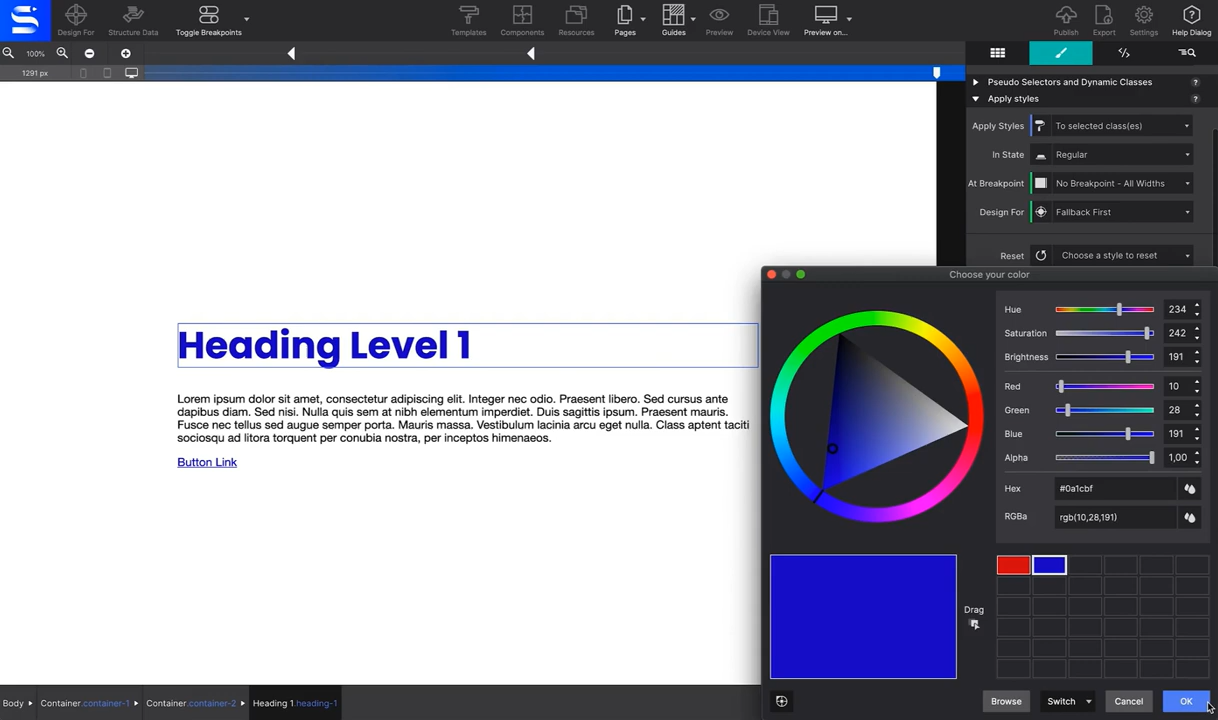 Design For
Structure Data
Toggle Breakpoints
Templates
Components
Resources
Pages
Guides
Preview
Device View
Preview on...
Publish
Export
Settings
Help Dialog
100%
1291 px
Pseudo Selectors and Dynamic Classes ?
Apply styles ?
Apply Styles To selected class(es)
In State Regular
At Breakpoint No Breakpoint - All Widths
Design For Fallback First
Reset Choose a style to reset
Choose your color
Hue 234
Saturation 242
Brightness 191
Red 10
Green 28
Blue 191
Alpha 1,00
Hex #0a1cbf
RGBa rgb(10,28,191)
Drag
Browse
Switch
Cancel
OK
Heading Level 1
Lorem ipsum dolor sit amet, consectetur adipiscing elit. Integer nec odio. Praesent libero. Sed cursus ante
dapibus diam. Sed nisi. Nulla quis sem at nibh elementum imperdiet. Duis sagittis ipsum. Praesent mauris.
Fusce nec tellus sed augue semper porta. Mauris massa. Vestibulum lacinia arcu eget nulla. Class aptent taciti
sociosqu ad litora torquent per conubia nostra, per inceptos himenaeos.
Button Link
Body
Container.container-1
Container.container-2
Heading 1.heading-1